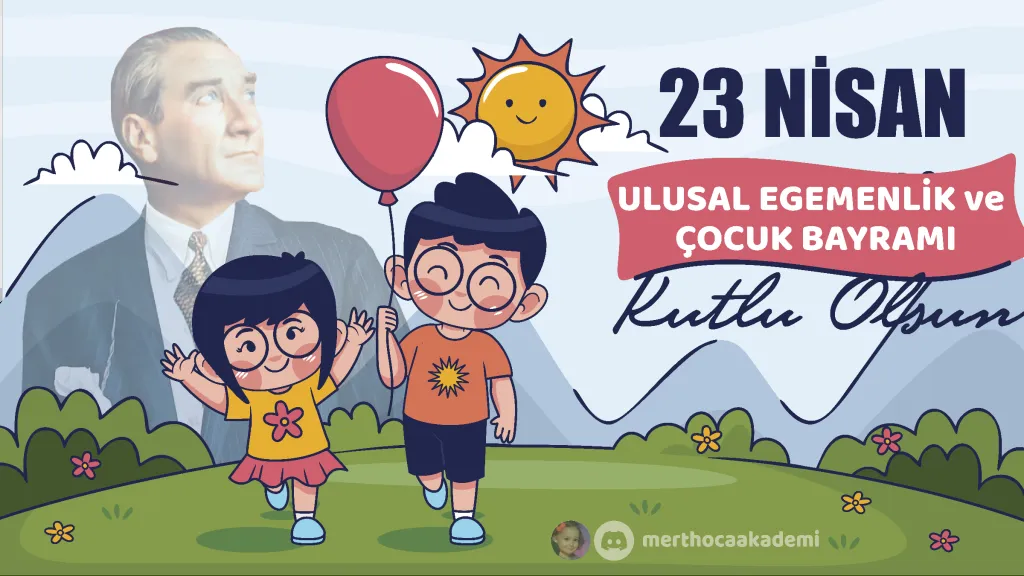 23 NİSAN
ULUSAL EGEMENLİK ve
ÇOCUK BAYRAMI
Kutlu Olsun
merthocaakademi